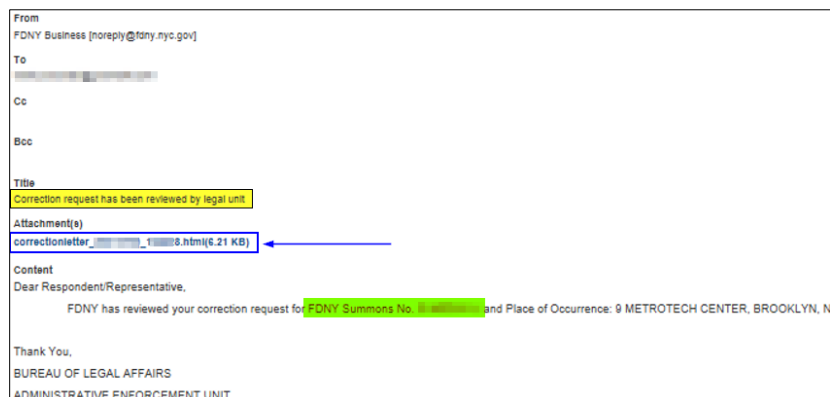 From
FDNY Business [noreply@fdny.nyc.gov]
To
Cc
Bcc
Title
Correction request has been reviewed by legal unit
Attachment(s)
correctionletter_ _1 8.html(6.21 KB)
Content
Dear Respondent/Representative,
FDNY has reviewed your correction request for FDNY Summons No. and Place of Occurrence: 9 METROTECH CENTER, BROOKLYN, N
Thank You,
BUREAU OF LEGAL AFFAIRS
ADMINISTRATIVE ENFORCEMENT UNIT